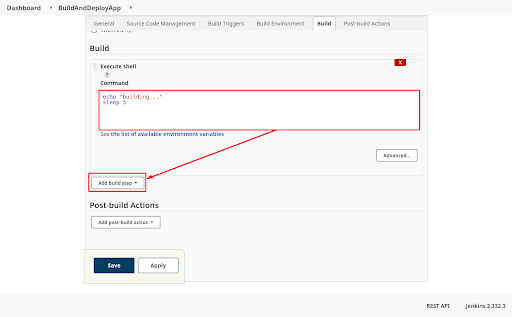 Dashboard
BuildAndDeployApp
General Source Code Management Build Triggers Build Environment Build Post-build Actions
Build
Execute shell
X
?
Command
echo "building..."
sleep 5
See the list of available environment variables
Advanced...
Add build step
Post-build Actions
Add post-build action
Save Apply
REST API Jenkins 2.332.3